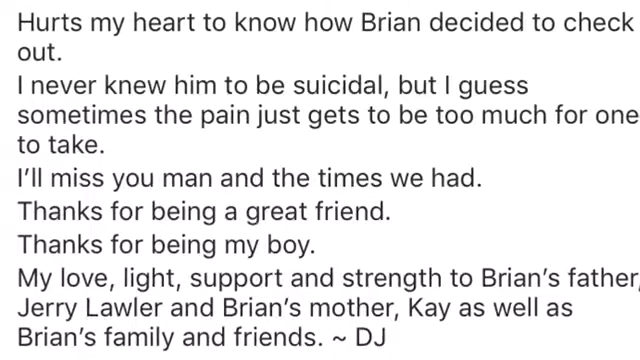 Hurts my heart to know how Brian decided to check
out.
I never knew him to be suicidal, but I guess
sometimes the pain just gets to be too much for one
to take.
I’ll miss you man and the times we had.
Thanks for being a great friend.
Thanks for being my boy.
My love, light, support and strength to Brian’s father,
Jerry Lawler and Brian’s mother, Kay as well as
Brian’s family and friends. ~ DJ